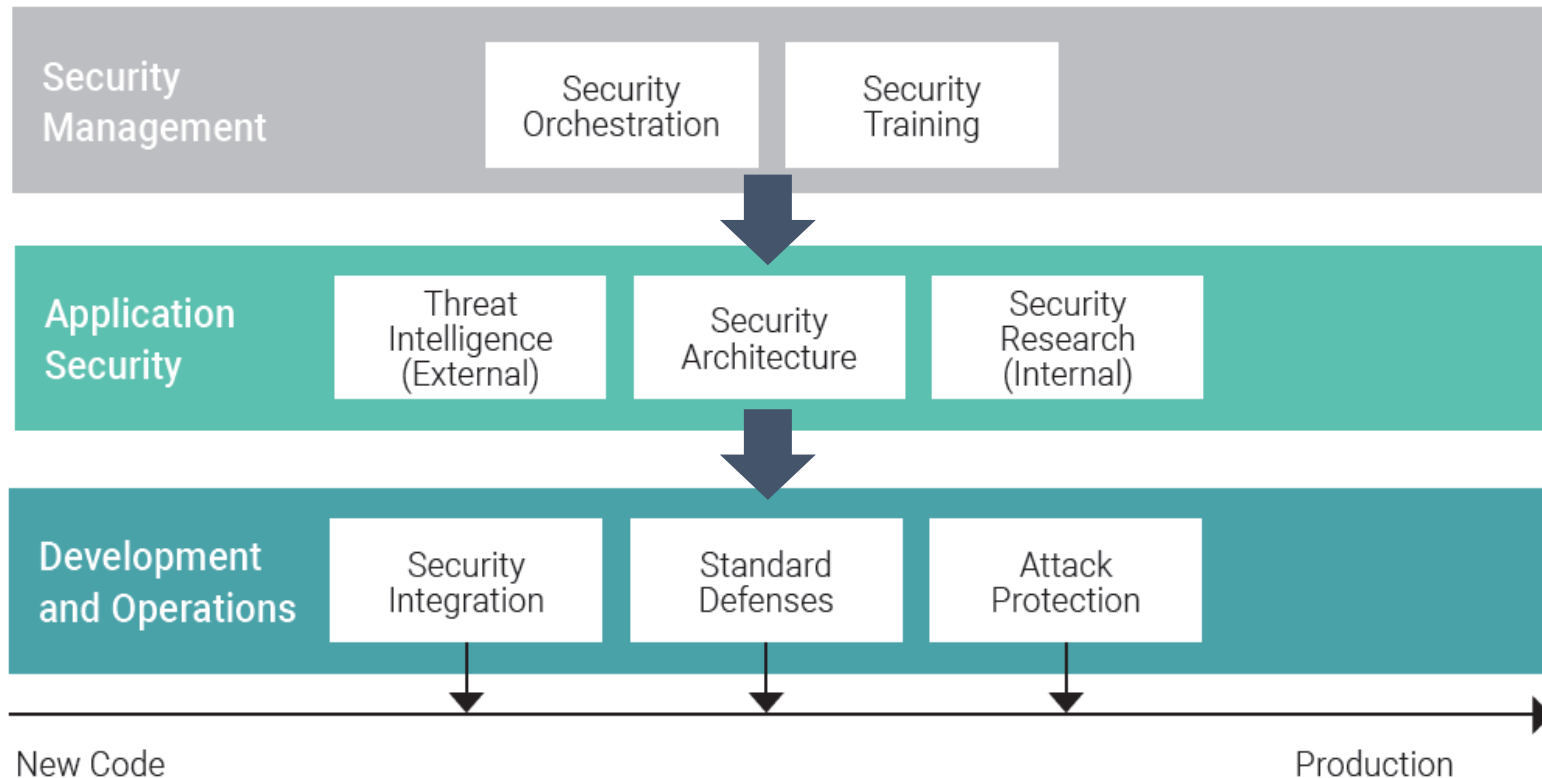 Security
Management
Security
Orchestration
Security
Training
Application
Security
Threat
Intelligence
(External)
Security
Architecture
Security
Research
(Internal)
Development
and Operations
Security
Integration
Standard
Defenses
Attack
Protection
New Code
Production